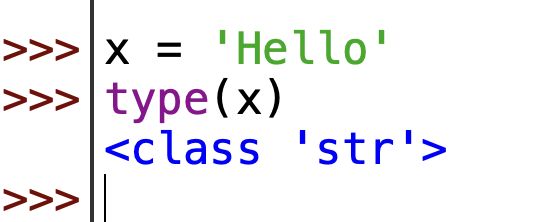 >>> x = 'Hello'
>>> type(x)
<class 'str'>
>>>